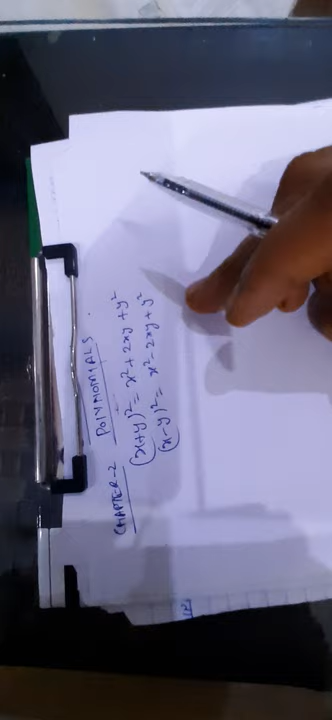 CHAPTER-2 POLYNOMIALS.
(x+y)² = x²+2xy+y²
(x-y)² = x²-2xy+y²